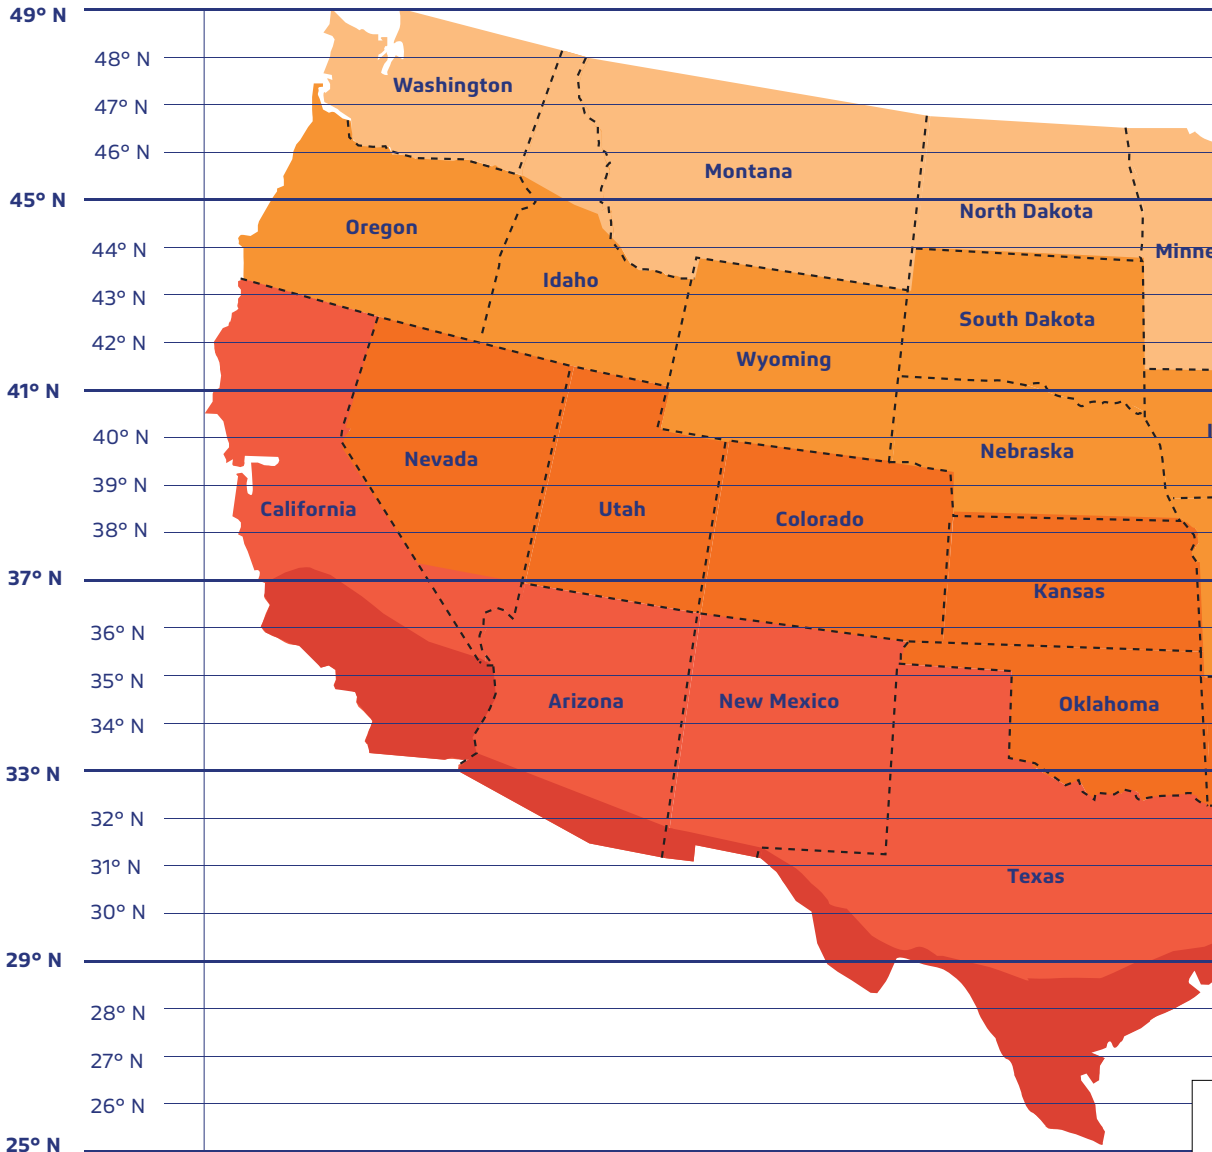 49° N
48° N
Washington
47° N
46° N
Montana
45° N
North Dakota
Oregon
44° N
Minne
Idaho
43° N
South Dakota
42° N
Wyoming
41° N
40° N
Nebraska
Nevada
39° N
California
Utah
Colorado
38° N
37° N
Kansas
36° N
35° N
Arizona
New Mexico
Oklahoma
34° N
33° N
32° N
31° N
Texas
30° N
29° N
28° N
27° N
26° N
25° N